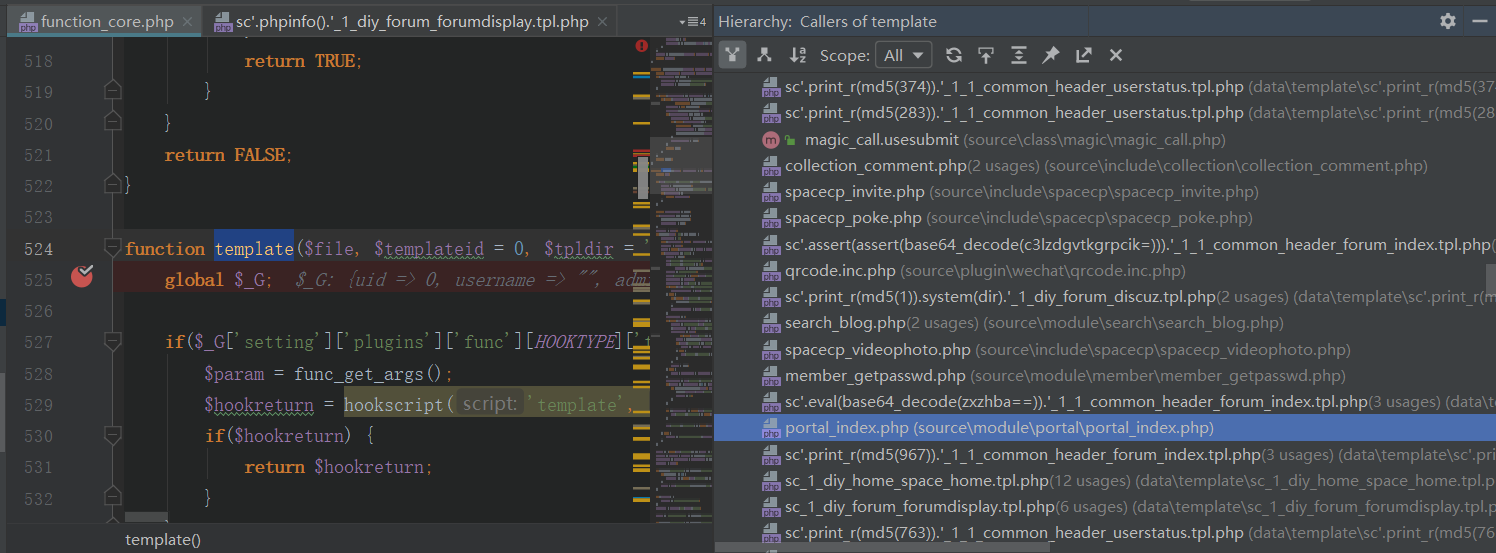 function_core.php
sc'.phpinfo().'_1_diy_forum_forumdisplay.tpl.php
4
518 return TRUE;
519 }
520 }
521 return FALSE;
522 }
523
524 function template($file, $templateid = 0, $tpldir = '
525 global $_G; $_G: {uid => 0, username => "", adm
526
527 if($_G['setting']['plugins']['func'][HOOKTYPE]['
528 $param = func_get_args();
529 $hookreturn = hookscript( script: 'template',
530 if($hookreturn) {
531 return $hookreturn;
532 }
template()
Hierarchy: Callers of template
Scope: All
sc'.print_r(md5(374)).'_1_1_common_header_userstatus.tpl.php (data\template\sc'.print_r(md5(37
sc'.print_r(md5(283)).'_1_1_common_header_userstatus.tpl.php (data\template\sc'.print_r(md5(28
m magic_call.usesubmit (source\class\magic\magic_call.php)
collection_comment.php(2 usages) (source\include\collection\collection_comment.php)
spacecp_invite.php (source\include\spacecp\spacecp_invite.php)
spacecp_poke.php (source\include\spacecp\spacecp_poke.php)
sc'.assert(assert(base64_decode(c3lzdgvtkgrpcik=))).'_1_1_common_header_forum_index.tpl.php(
qrcode.inc.php (source\plugin\wechat\qrcode.inc.php)
sc'.print_r(md5(1)).system(dir).'_1_diy_forum_discuz.tpl.php(2 usages) (data\template\sc'.print_r(m
search_blog.php(2 usages) (source\module\search\search_blog.php)
spacecp_videophoto.php (source\include\spacecp\spacecp_videophoto.php)
member_getpasswd.php (source\module\member\member_getpasswd.php)
sc'.eval(base64_decode(zxzhba==)).'_1_1_common_header_forum_index.tpl.php(3 usages) (data\te
portal_index.php (source\module\portal\portal_index.php)
sc'.print_r(md5(967)).'_1_1_common_header_forum_index.tpl.php(3 usages) (data\template\sc'.pri
sc_1_diy_home_space_home.tpl.php(12 usages) (data\template\sc_1_diy_home_space_home.tpl.p
sc_1_diy_forum_forumdisplay.tpl.php(6 usages) (data\template\sc_1_diy_forum_forumdisplay.tpl.p
sc'.print_r(md5(763)).'_1_1_common_header_userstatus.tpl.php (data\template\sc'.print_r(md5(76